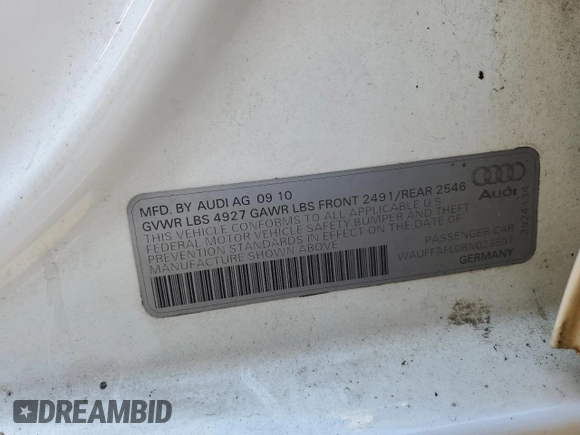 MFD. BY AUDI AG 09 10
GVWR LBS 4927 GAWR LBS FRONT 2491/REAR 2546
THIS VEHICLE CONFORMS TO ALL APPLICABLE U S
FEDERAL MOTOR VEHICLE SAFETY BUMPER AND THEFT
PREVENTION STANDARDS IN EFFECT ON THE DATE OF
MANUFACTURE SHOWN ABOVE
PASSENGER CAR
GERMANY
Audi
DREAMBID